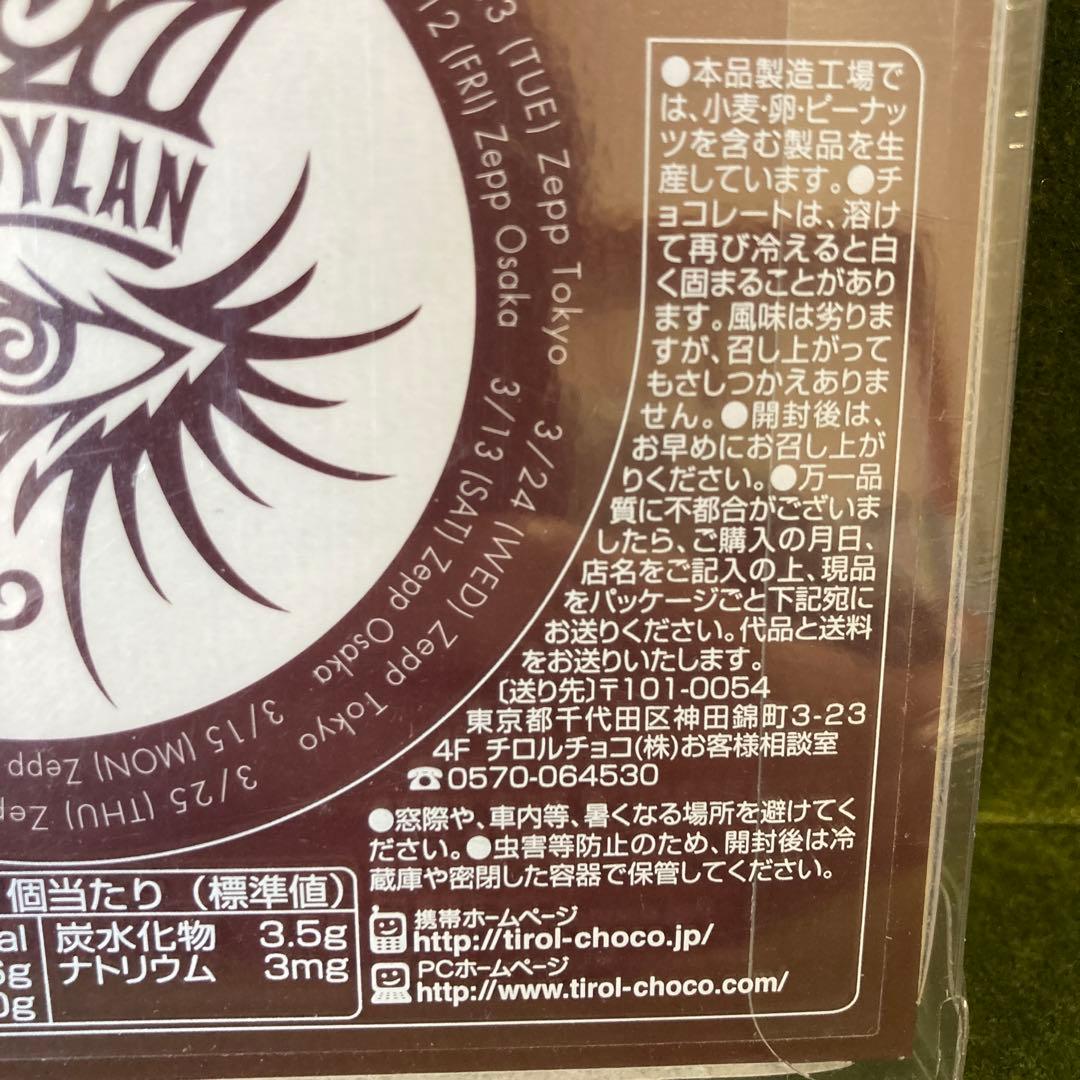 DYLAN
3 (TUE) Zepp Tokyo 3/24 (WED) Zepp Tokyo 3/25 (THU) Zep
12 (FRI) Zepp Osaka 3/13 (SAT) Zepp Osaka 3/15 (MON) Zepp
●本品製造工場で
は、小麦・卵・ピーナッ
ツを含む製品を生
産しています。●チ
ョコレートは、溶け
て再び冷えると白
く固まることがあり
ます。風味は劣りま
すが、召し上がって
もさしつかえありま
せん。●開封後は、
お早めにお召し上が
りください。●万一品
質に不都合がございま
したら、ご購入の月日、
店名をご記入の上、現品
をパッケージごと下記宛に
お送りください。代品と送料
をお送りいたします。
〔送り先〕〒101-0054
東京都千代田区神田錦町3-23
4F チロルチョコ(株)お客様相談室
☎0570-064530
●窓際や、車内等、暑くなる場所を避けてく
ださい。●虫害等防止のため、開封後は冷
蔵庫や密閉した容器で保管してください。
携帯ホームページ
http://tirol-choco.jp/
PCホームページ
http://www.tirol-choco.com/
個当たり (標準値)
al 炭水化物 3.5g
g ナトリウム 3mg
0g